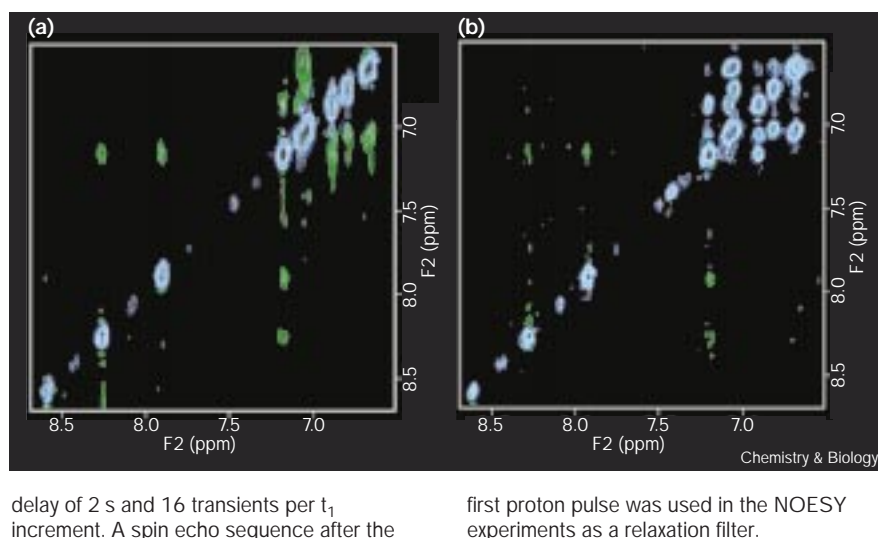 (a)
(b)
7.0
7.5
8.0
8.5
F2 (ppm)
8.5
8.0
7.5
7.0
F2 (ppm)
7.0
7.5
8.0
8.5
F2 (ppm)
8.5
8.0
7.5
7.0
F2 (ppm)
Chemistry & Biology
delay of 2 s and 16 transients per t1
increment. A spin echo sequence after the
first proton pulse was used in the NOESY
experiments as a relaxation filter.